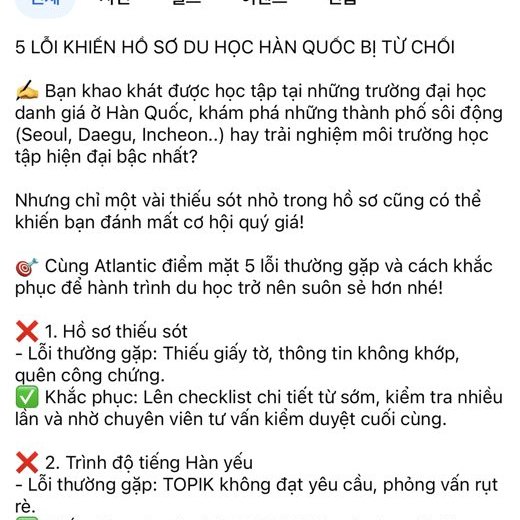 5 LỖI KHIẾN HỒ SƠ DU HỌC HÀN QUỐC BỊ TỪ CHỐI
✍️ Bạn khao khát được học tập tại những trường đại học
danh giá ở Hàn Quốc, khám phá những thành phố sôi động
(Seoul, Daegu, Incheon..) hay trải nghiệm môi trường học
tập hiện đại bậc nhất?
Nhưng chỉ một vài thiếu sót nhỏ trong hồ sơ cũng có thể
khiến bạn đánh mất cơ hội quý giá!
🎯 Cùng Atlantic điểm mặt 5 lỗi thường gặp và cách khắc
phục để hành trình du học trở nên suôn sẻ hơn nhé!
❌ 1. Hồ sơ thiếu sót
- Lỗi thường gặp: Thiếu giấy tờ, thông tin không khớp,
quên công chứng.
✅ Khắc phục: Lên checklist chi tiết từ sớm, kiểm tra nhiều
lần và nhờ chuyên viên tư vấn kiểm duyệt cuối cùng.
❌ 2. Trình độ tiếng Hàn yếu
- Lỗi thường gặp: TOPIK không đạt yêu cầu, phỏng vấn rụt
rè.